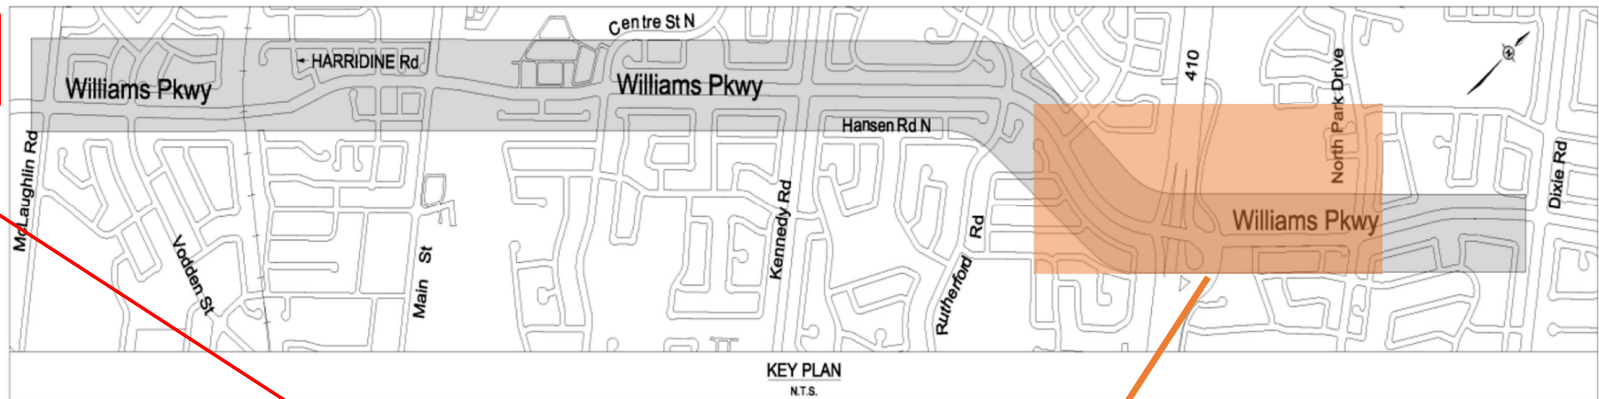 Centre St N
HARRIDINE Rd
Williams Pkwy
Williams Pkwy
410
North Park Drive
Hansen Rd N
McLaughlin Rd
Dixie Rd
Kennedy Rd
Williams Pkwy
Vodden St
Main St
Rutherford Rd
KEY PLAN
N.T.S.